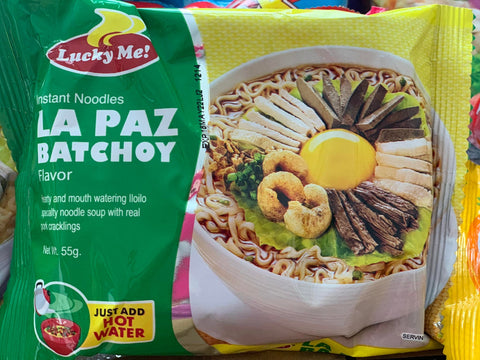 Lucky Me!
Instant Noodles
LA PAZ
BATCHOY
Flavor
mouth watering Iloilo
noodle soup with real
cracklings
Net Wt. 55g.
JUST ADD
HOT
WATER
SERVIN